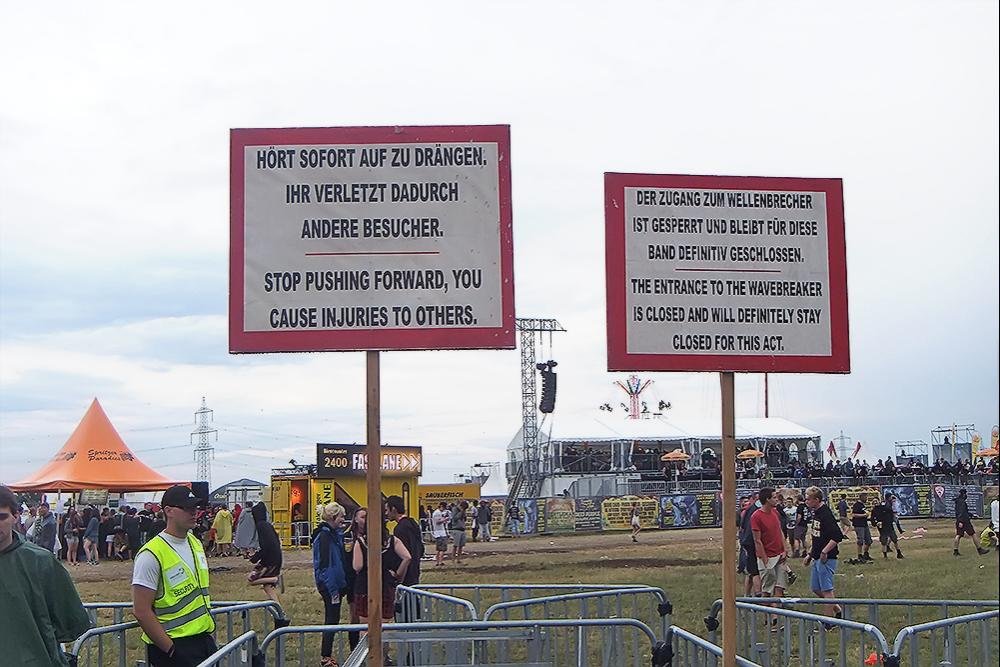 HÖRT SOFORT AUF ZU DRÄNGEN.
IHR VERLETZT DADURCH
ANDERE BESUCHER.
STOP PUSHING FORWARD, YOU
CAUSE INJURIES TO OTHERS.
DER ZUGANG ZUM WELLENBRECHER
IST GESPERRT UND BLEIBT FÜR DIESE
BAND DEFINITIV GESCHLOSSEN.
THE ENTRANCE TO THE WAVEBREAKER
IS CLOSED AND WILL DEFINITELY STAY
CLOSED FOR THIS ACT.
Spritzer
Paradies
2400 FASTLANE
SECURITY